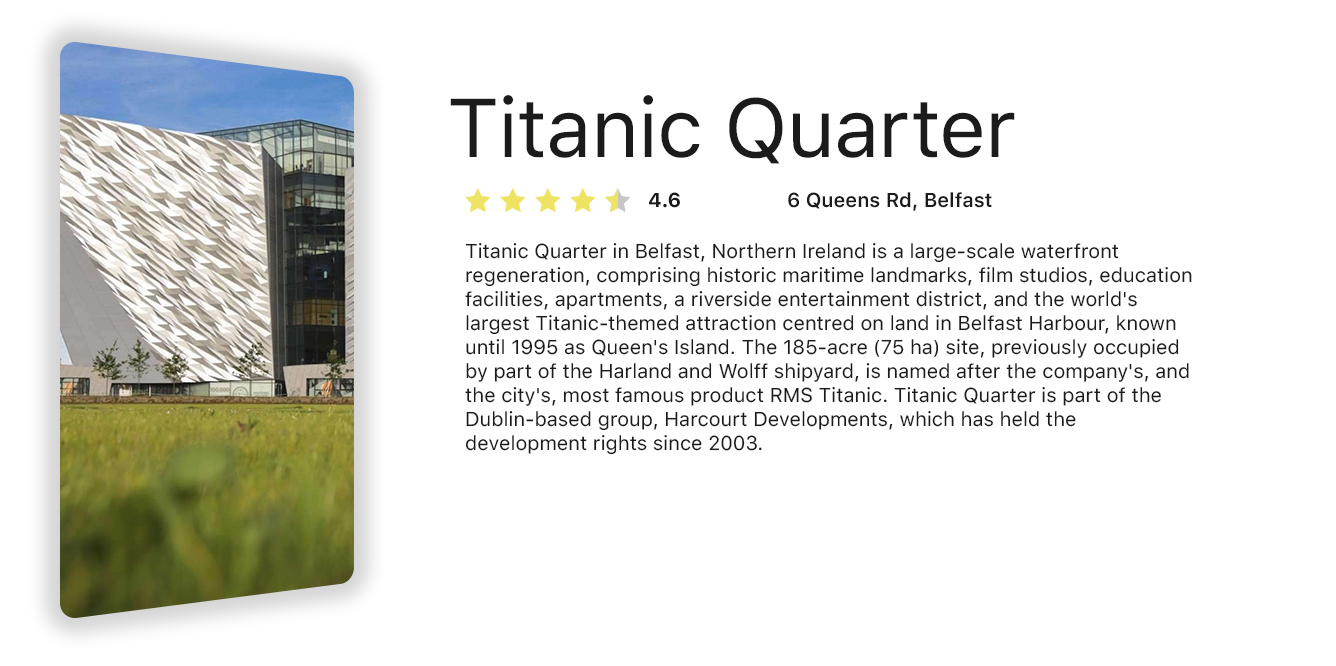 Titanic Quarter
4.6 6 Queens Rd, Belfast
Titanic Quarter in Belfast, Northern Ireland is a large-scale waterfront
regeneration, comprising historic maritime landmarks, film studios, education
facilities, apartments, a riverside entertainment district, and the world's
largest Titanic-themed attraction centred on land in Belfast Harbour, known
until 1995 as Queen's Island. The 185-acre (75 ha) site, previously occupied
by part of the Harland and Wolff shipyard, is named after the company's, and
the city's, most famous product RMS Titanic. Titanic Quarter is part of the
Dublin-based group, Harcourt Developments, which has held the
development rights since 2003.